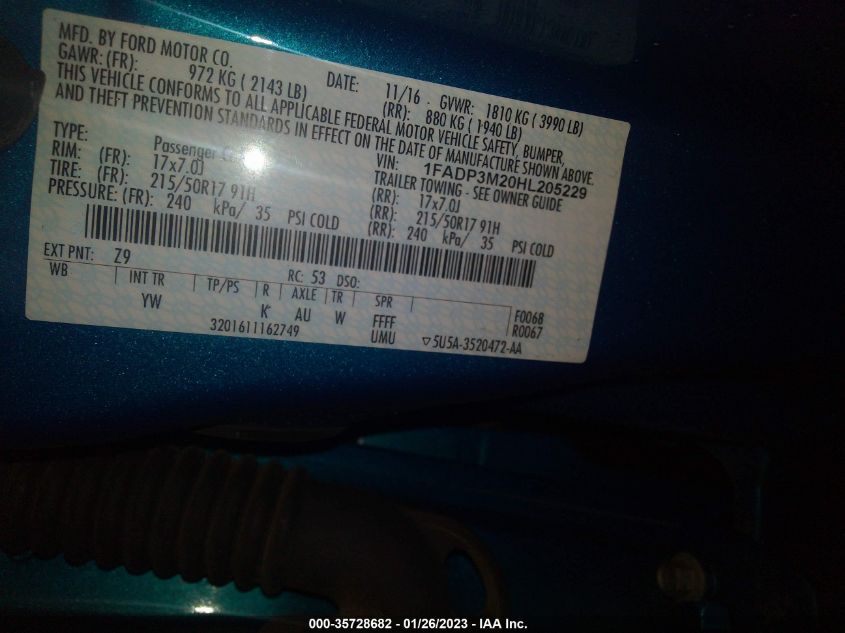 MFD. BY FORD MOTOR CO.
DATE: 11/16 GVWR: 1810 KG ( 3990 LB)
GAWR: (FR): 972 KG ( 2143 LB) (RR): 880 KG ( 1940 LB)
THIS VEHICLE CONFORMS TO ALL APPLICABLE FEDERAL MOTOR VEHICLE SAFETY, BUMPER,
AND THEFT PREVENTION STANDARDS IN EFFECT ON THE DATE OF MANUFACTURE SHOWN ABOVE.
VIN: 1FADP3M20HL205229
TYPE: Passenger
TRAILER TOWING - SEE OWNER GUIDE
RIM: (FR): 17x7.0J (RR): 17x7.0J
TIRE: (FR): 215/50R17 91H (RR): 215/50R17 91H
PRESSURE: (FR): 240 kPa/ 35 PSI COLD (RR): 240 kPa/ 35 PSI COLD
EXT PNT: Z9 RC: 53 DSO:
WB INT TR TP/PS R AXLE TR SPR F0068
YW K AU W FFFF R0067
3201611162749 UMU ▽5U5A-3520472-AA
000-35728682 - 01/26/2023 - IAA Inc.